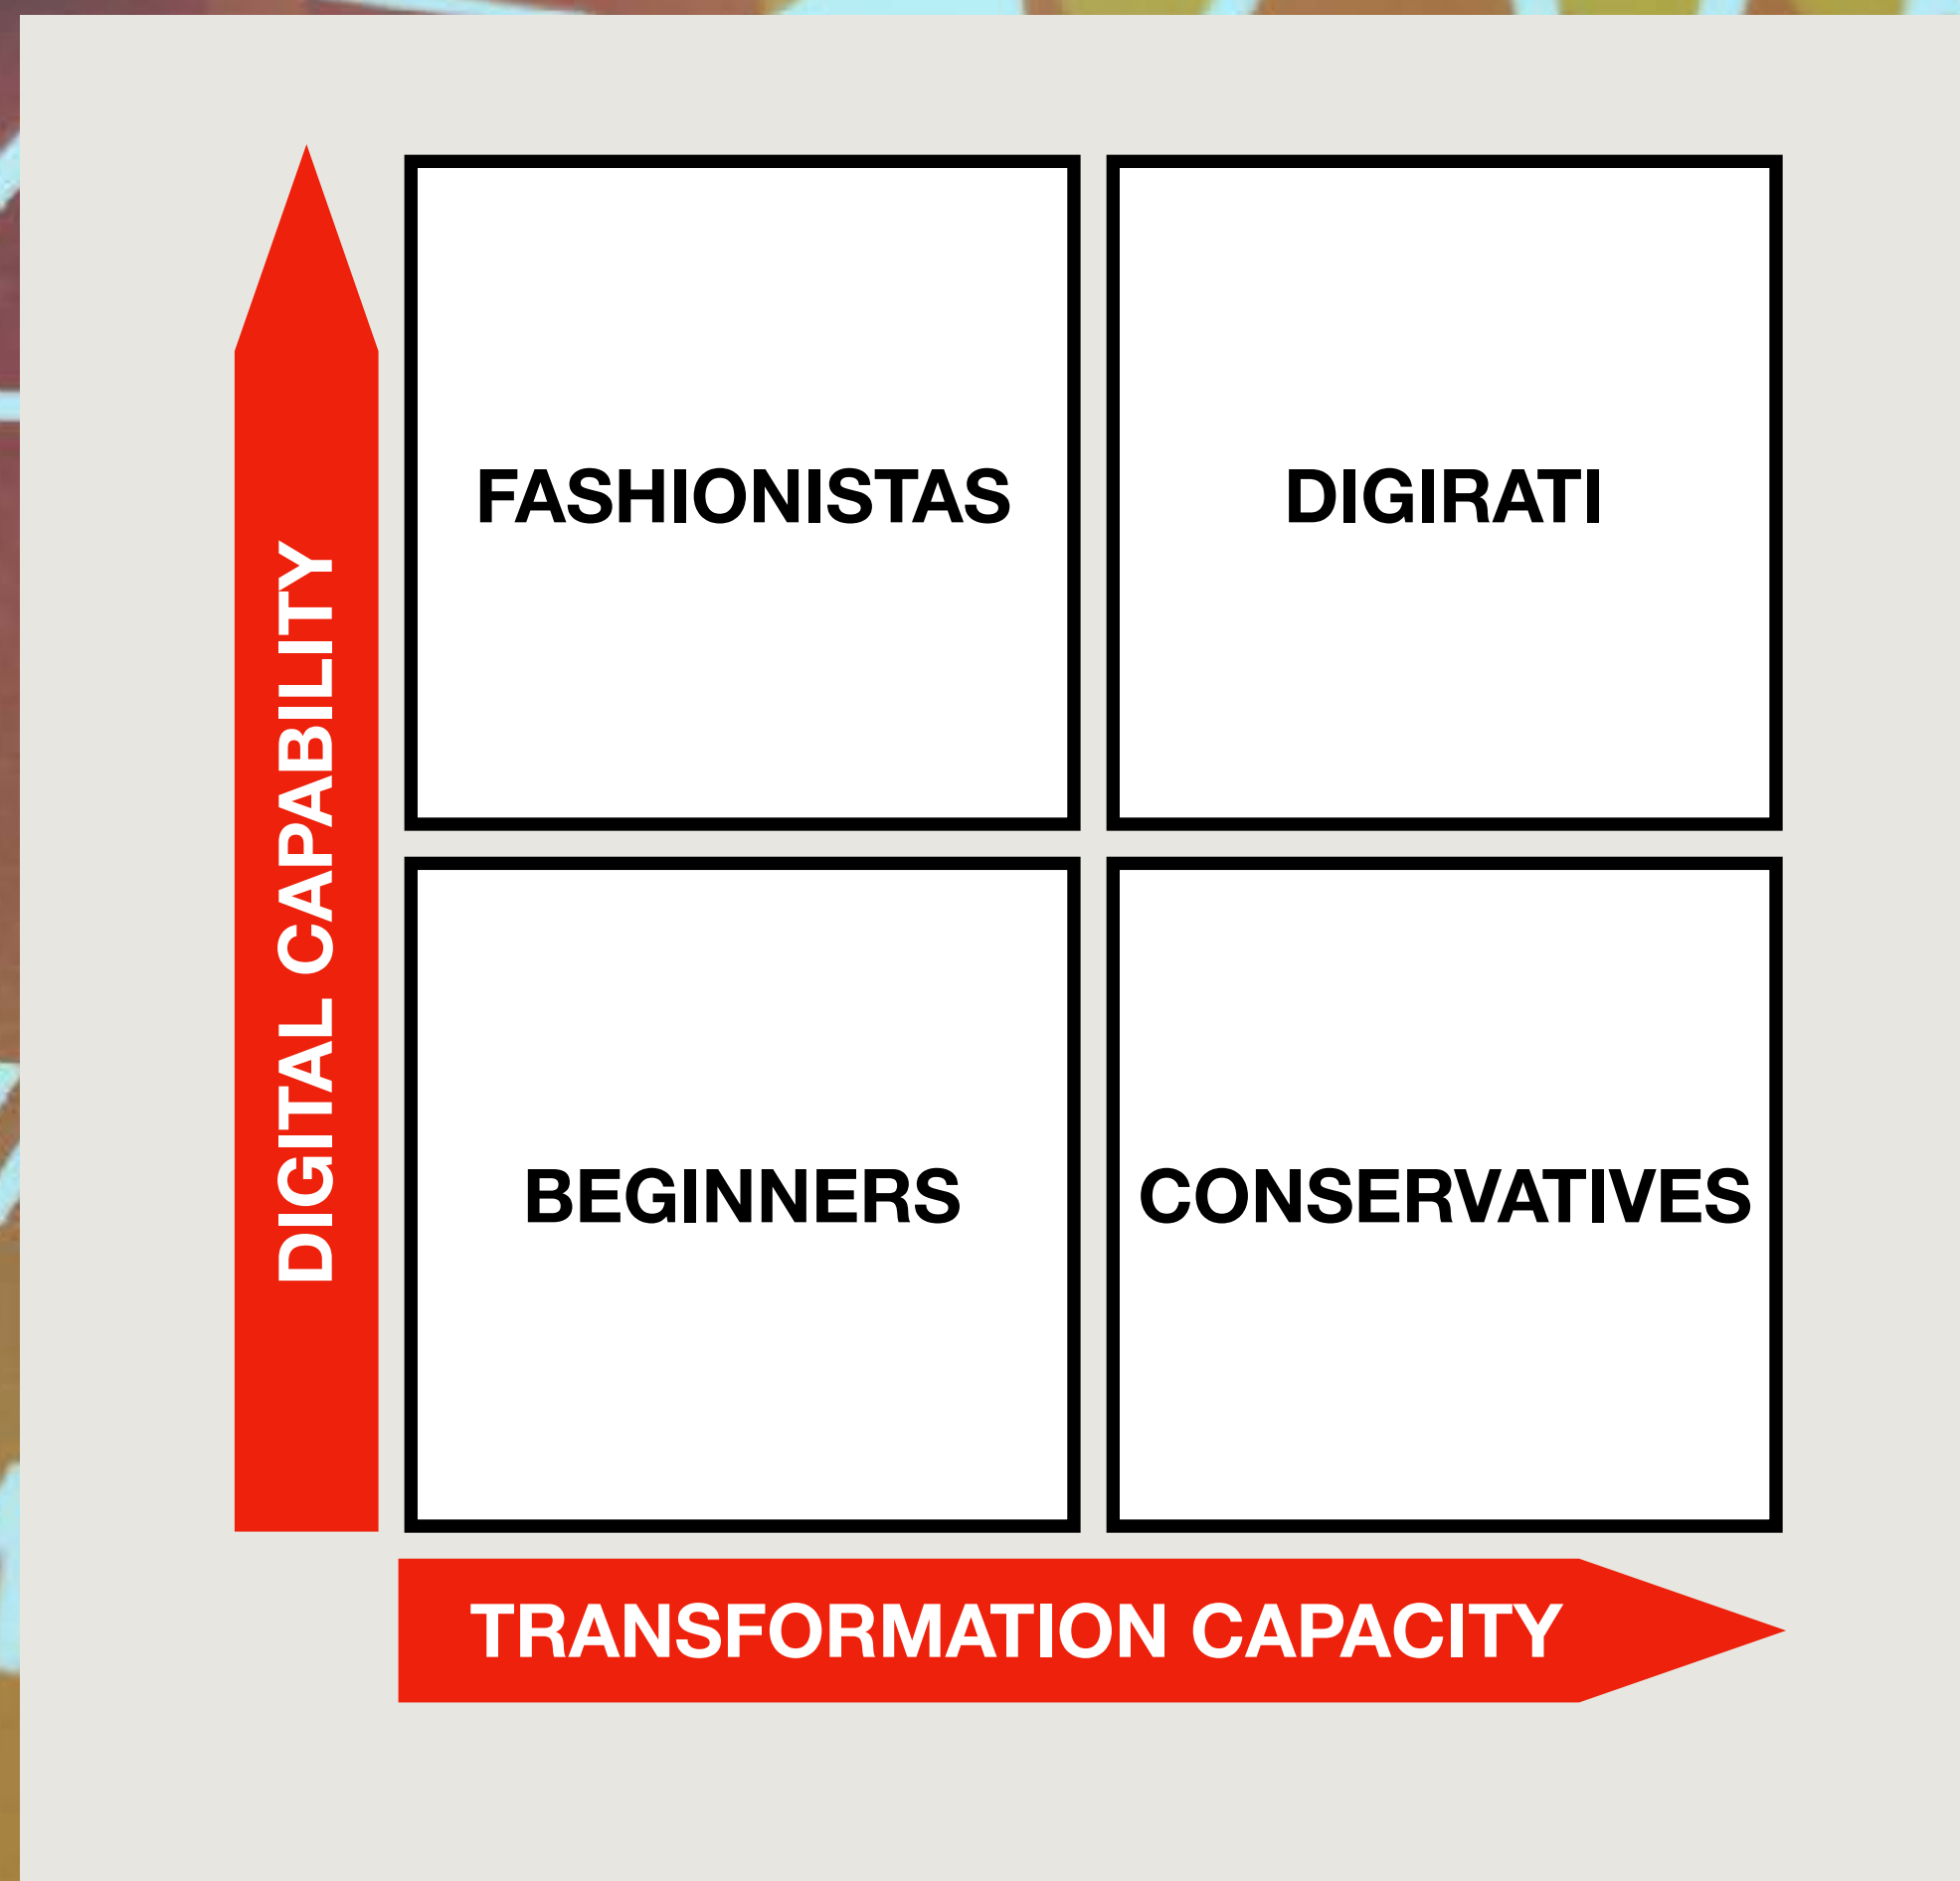 DIGITAL CAPABILITY
FASHIONISTAS
DIGIRATI
BEGINNERS
CONSERVATIVES
TRANSFORMATION CAPACITY